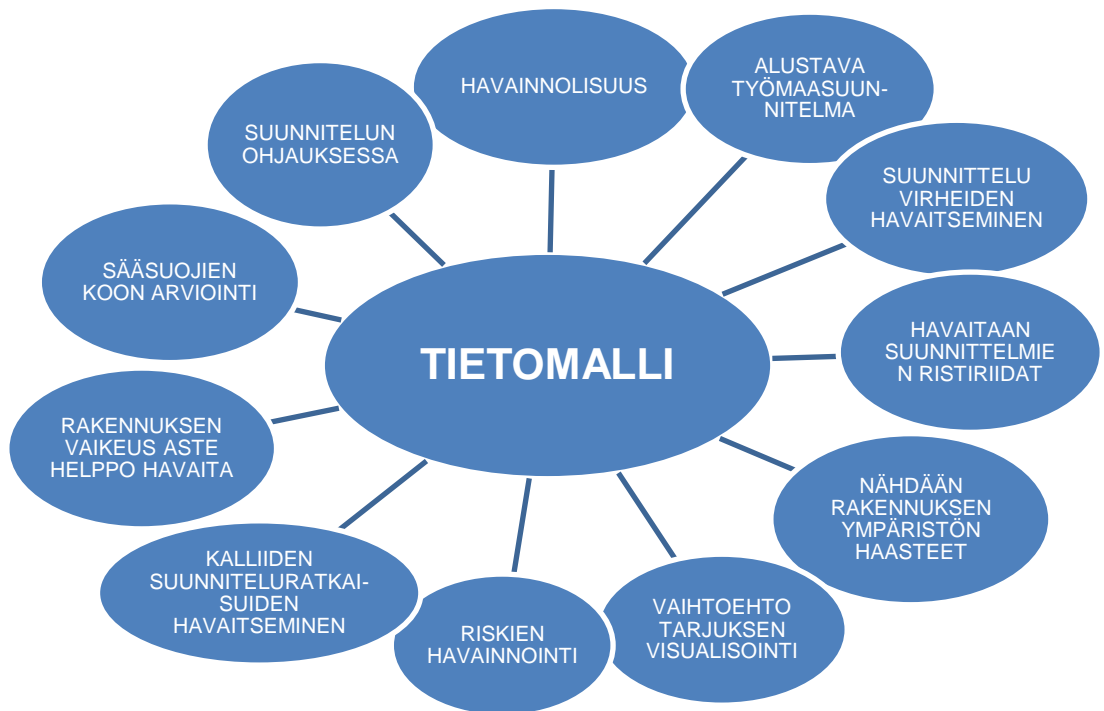 HAVAINNOLISUUS
ALUSTAVA
TYÖMAASUUN-
NITELMA
SUUNNITTELU
VIRHEIDEN
HAVAITSEMINEN
HAVAITAAN
SUUNNITTELMIE
N RISTIRIIDAT
NÄHDÄÄN
RAKENNUKSEN
YMPÄRISTÖN
HAASTEET
VAIHTOEHTO
TARJUKSEN
VISUALISOINTI
RISKIEN
HAVAINNOINTI
KALLIIDEN
SUUNNITELURATKAI-
SUIDEN
HAVAITSEMINEN
RAKENNUKSEN
VAIKEUS ASTE
HELPPO HAVAITA
SÄÄSUOJIEN
KOON ARVIOINTI
SUUNNITELUN
OHJAUKSESSA
TIETOMALLI